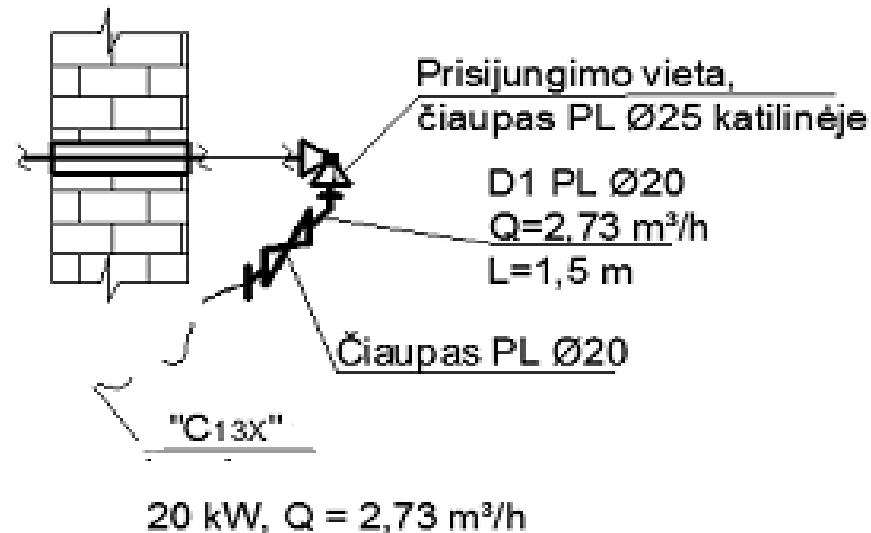 Prisijungimo vieta,
čiaupas PL Ø25 katilinėje
D1 PL Ø20
Q=2,73 m³/h
L=1,5 m
Čiaupas PL Ø20
"C13X"
20 kW, Q = 2,73 m³/h